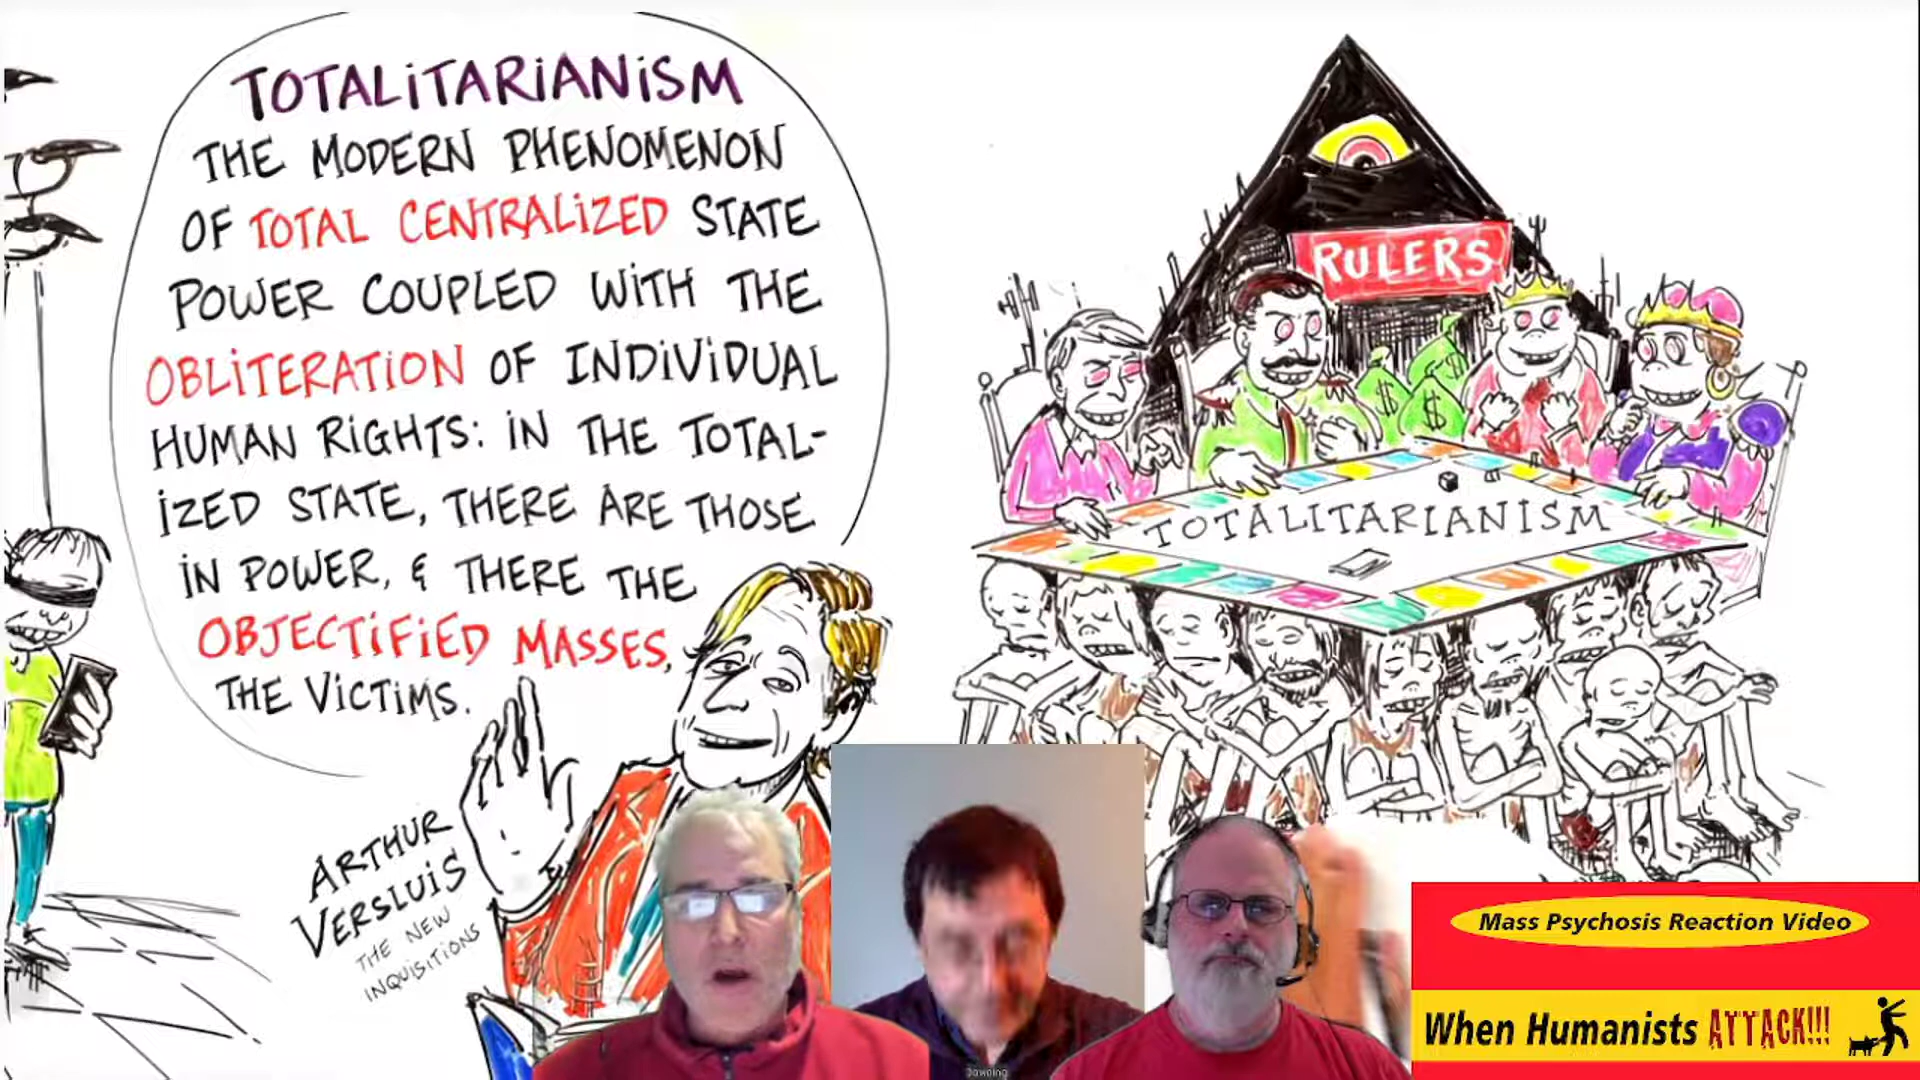 TOTALiTARiANiSM
THE MODERN PHENOMENON
OF TOTAL CENTRALiZED STATE
POWER COUPLED WiTH THE
OBLiTERATiON OF INDiViDUAL
HUMAN RiGHTS: iN THE TOTAL-
iZED STATE, THERE ARE THOSE
iN POWER, & THERE THE
OBJECTiFiED MASSES,
THE ViCTiMS.
ARTHUR
VERSLUiS
THE NEW
INQUISITIONS
RULERS
$ $ $
TOTALITARIANISM
Mass Psychosis Reaction Video
When Humanists ATTACK!!!